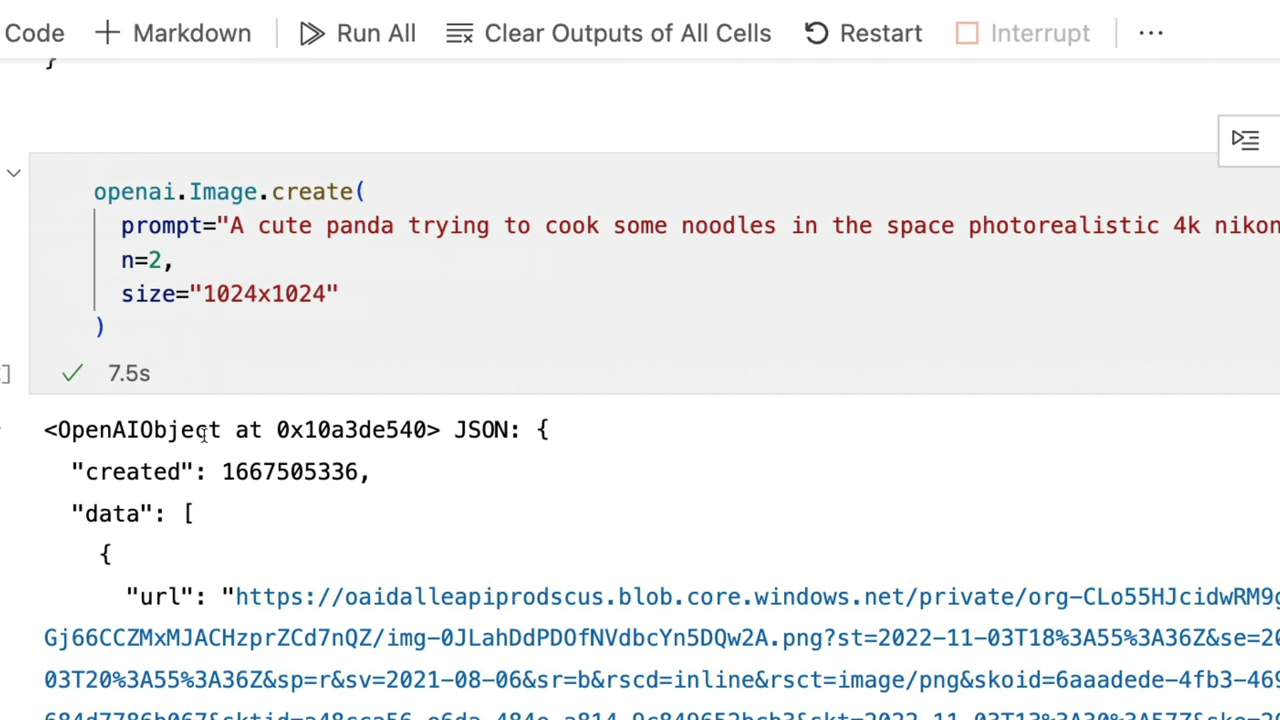 Code + Markdown Run All Clear Outputs of All Cells Restart Interrupt ...
}
openai.Image.create(
prompt="A cute panda trying to cook some noodles in the space photorealistic 4k nikon
n=2,
size="1024x1024"
)
]
7.5s
<OpenAIObject at 0x10a3de540> JSON: {
"created": 1667505336,
"data": [
{
"url": "https://oaidalleapiprodscus.blob.core.windows.net/private/org-CLo55HJcidwRM9g
Gj66CCZMxMJACHzprZCd7nQZ/img-0JLahDdPDOfNVdbcYn5DQw2A.png?st=2022-11-03T18%3A55%3A36Z&se=20
03T20%3A55%3A36Z&sp=r&sv=2021-08-06&sr=b&rscd=inline&rsct=image/png&skoid=6aaadede-4fb3-469